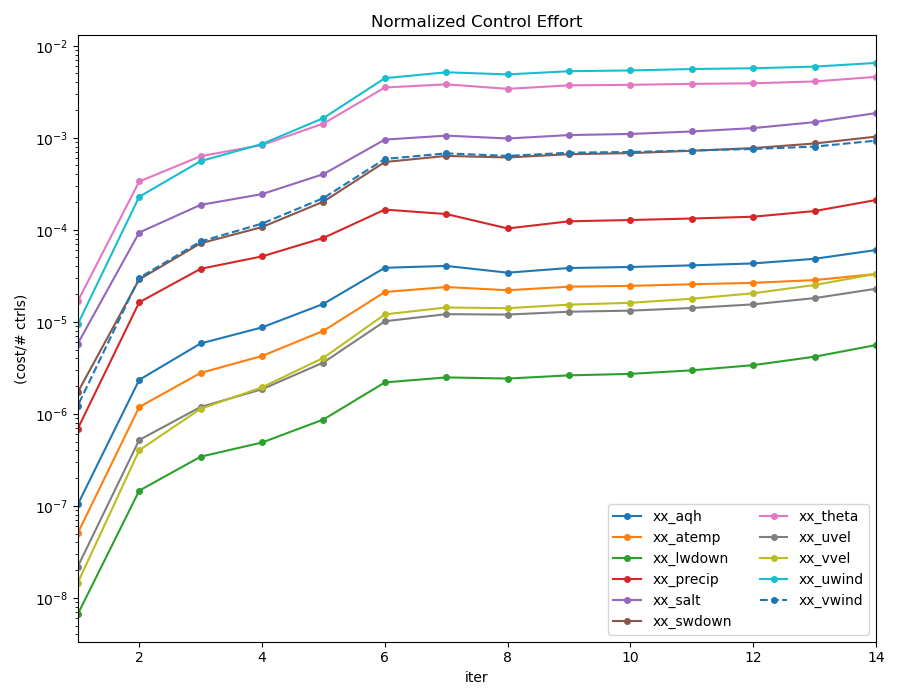 Normalized Control Effort
10⁻²
10⁻³
10⁻⁴
10⁻⁵
10⁻⁶
10⁻⁷
10⁻⁸
(cost/# ctrls)
2 4 6 8 10 12 14
iter
xx_aqh
xx_atemp
xx_lwdown
xx_precip
xx_salt
xx_swdown
xx_theta
xx_uvel
xx_vvel
xx_uwind
xx_vwind